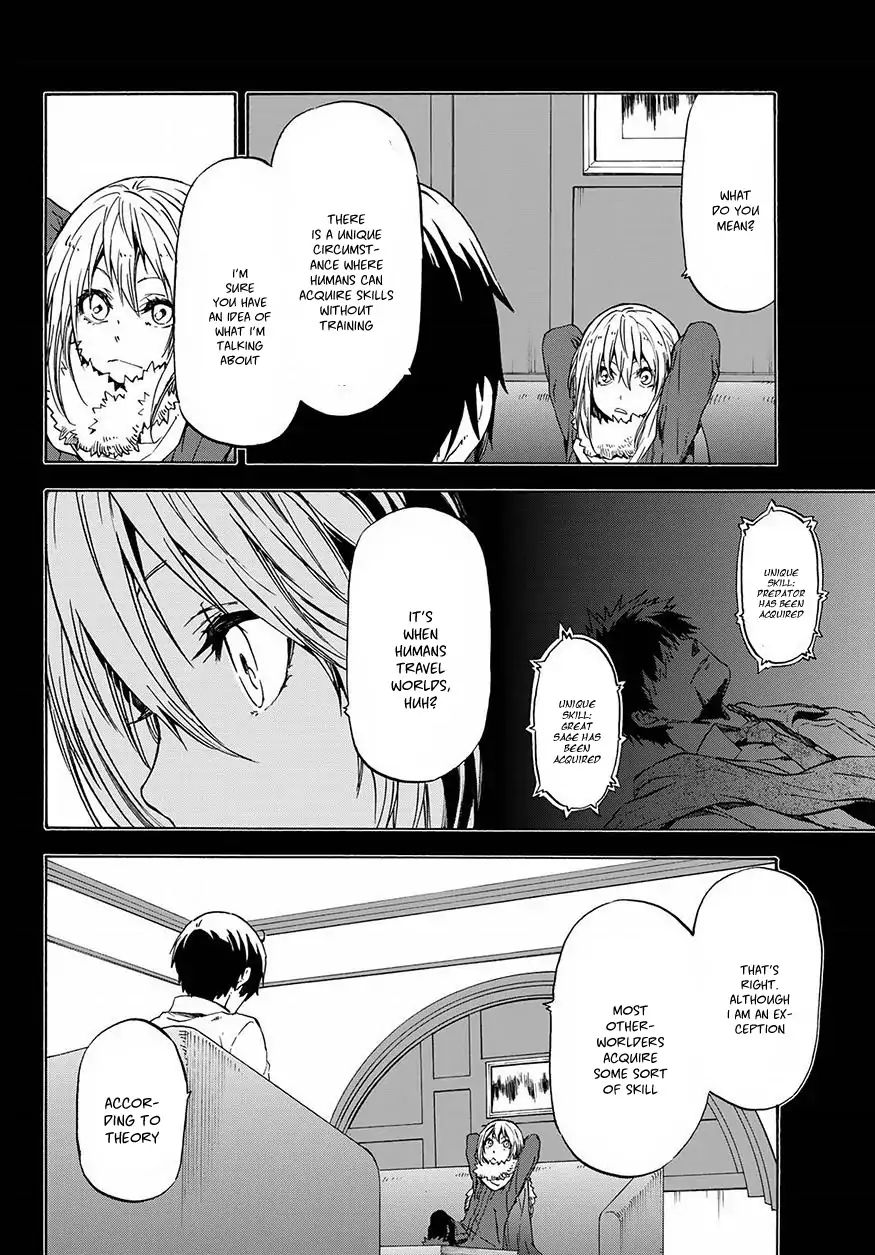 WHAT
DO YOU
MEAN?
THERE
IS A UNIQUE
CIRCUMST-
ANCE WHERE
HUMANS CAN
ACQUIRE SKILLS
WITHOUT
TRAINING
I'M
SURE
YOU HAVE
AN IDEA OF
WHAT I'M
TALKING
ABOUT
UNIQUE
SKILL:
PREDATOR
HAS BEEN
ACQUIRED
UNIQUE
SKILL:
GREAT
SAGE HAS
BEEN
ACQUIRED
IT'S
WHEN
HUMANS
TRAVEL
WORLDS,
HUH?
THAT'S
RIGHT.
ALTHOUGH
I AM AN EX-
CEPTION
MOST
OTHER-
WORLDERS
ACQUIRE
SOME SORT
OF SKILL
ACCOR-
DING TO
THEORY